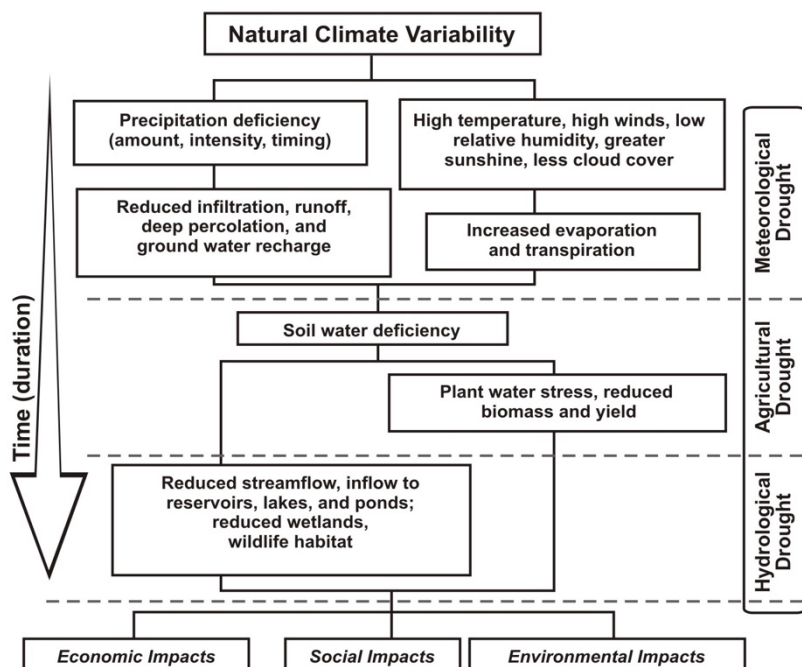 Natural Climate Variability
Precipitation deficiency
(amount, intensity, timing)
High temperature, high winds, low
relative humidity, greater
sunshine, less cloud cover
Reduced infiltration, runoff,
deep percolation, and
ground water recharge
Increased evaporation
and transpiration
Meteorological
Drought
Soil water deficiency
Plant water stress, reduced
biomass and yield
Agricultural
Drought
Time (duration)
Reduced streamflow, inflow to
reservoirs, lakes, and ponds;
reduced wetlands,
wildlife habitat
Hydrological
Drought
Economic Impacts
Social Impacts
Environmental Impacts